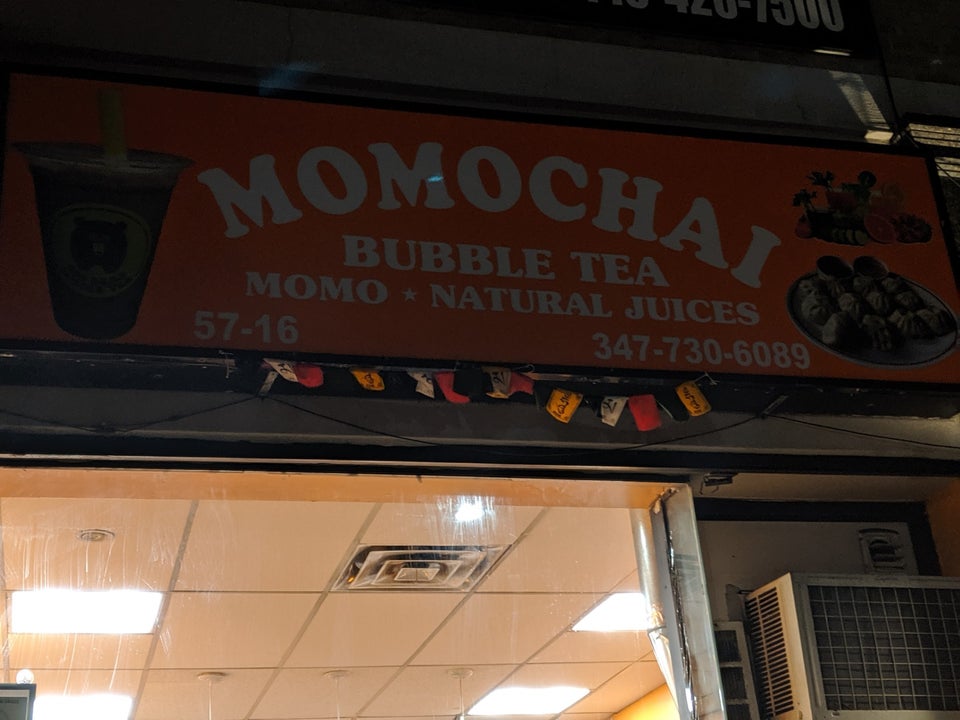 MOMOCHAI
BUBBLE TEA
MOMO ★ NATURAL JUICES
57-16
347-730-6089